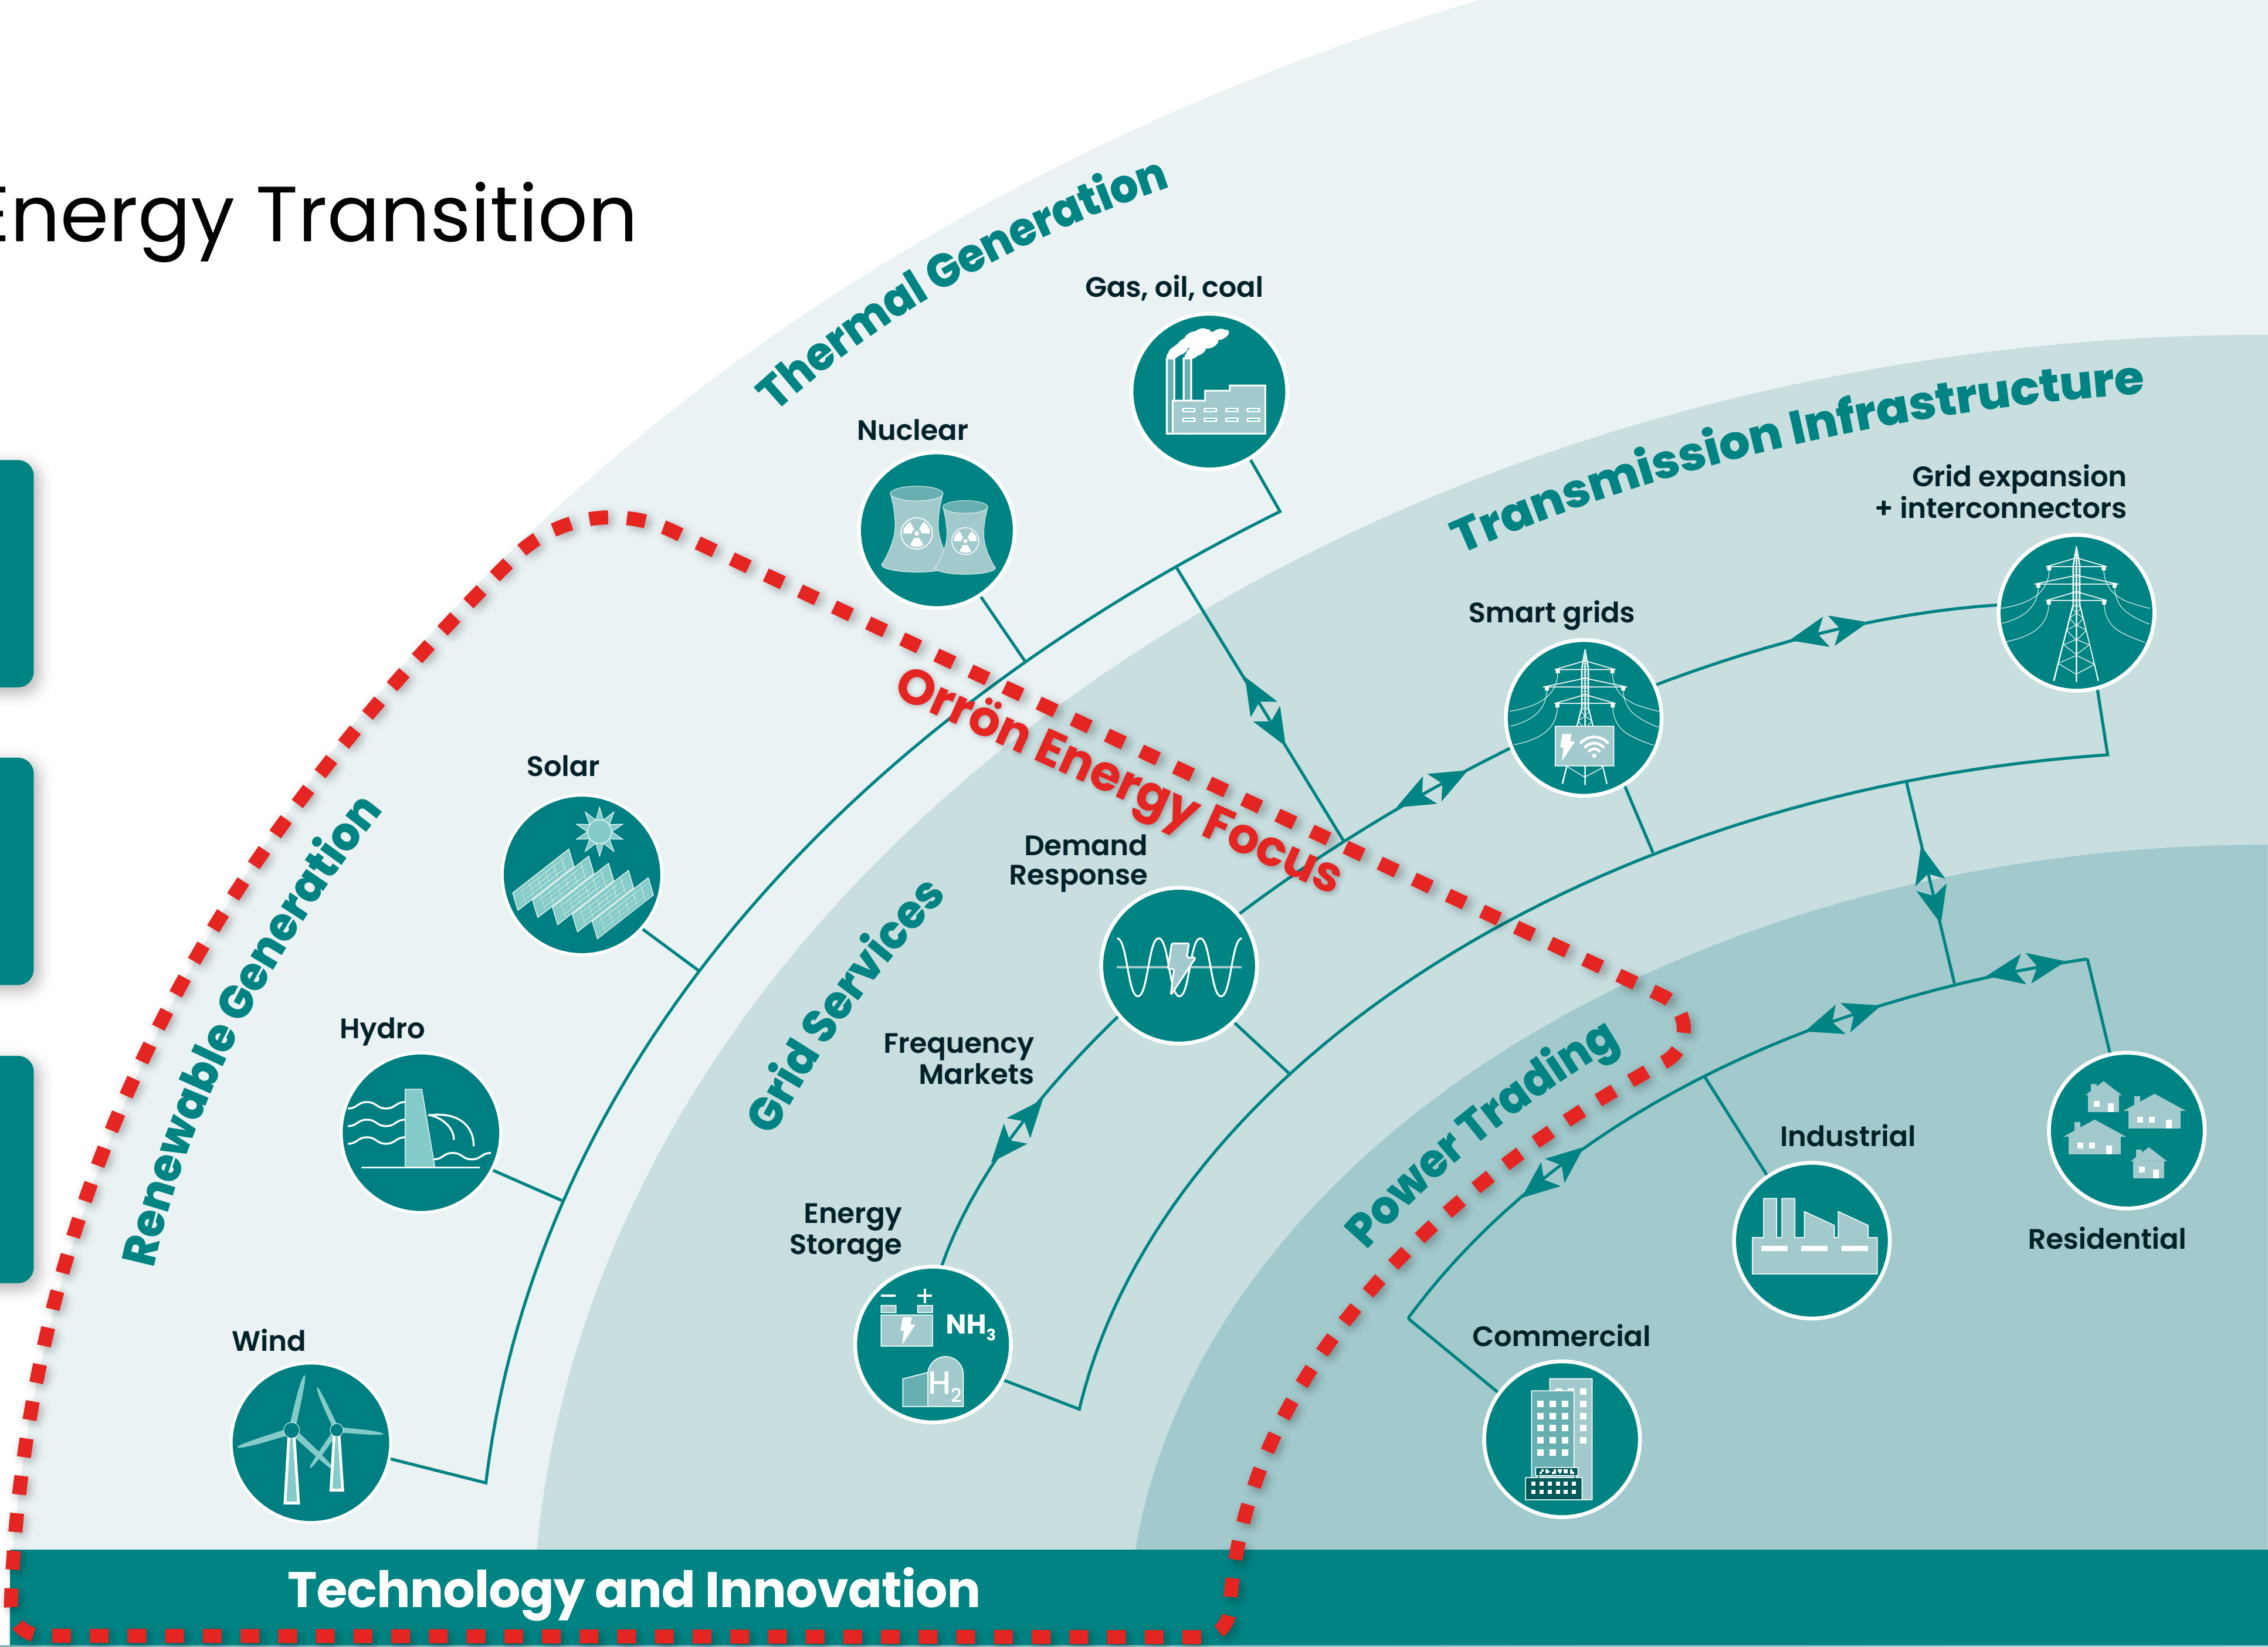 Energy Transition
Thermal Generation
Gas, oil, coal
Nuclear
Transmission Infrastructure
Grid expansion
+ interconnectors
Smart grids
Orrön Energy Focus
Renewable Generation
Solar
Hydro
Wind
Grid Services
Demand
Response
Frequency
Markets
Energy
Storage
− +
NH₃
H₂
Power Trading
Industrial
Residential
Commercial
Technology and Innovation